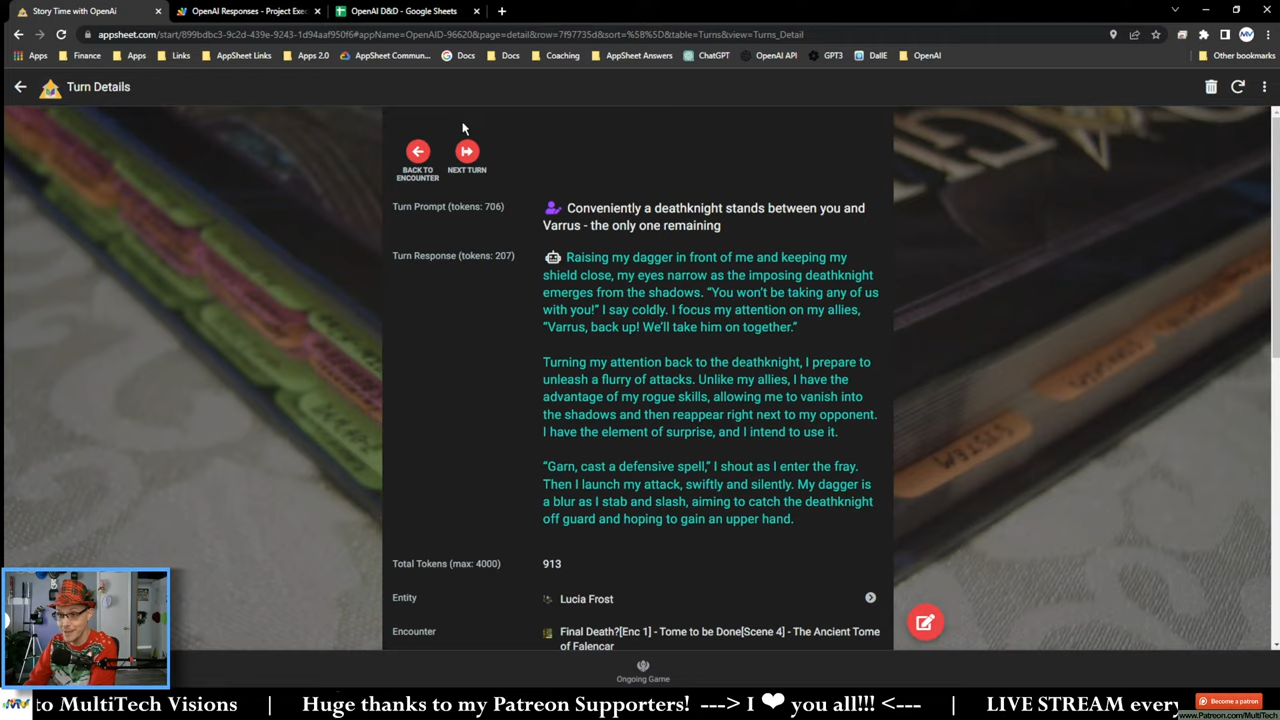 Story Time with OpenAi
OpenAI Responses - Project Exec
OpenAI D&D - Google Sheets
appsheet.com/start/899bdbc3-9c2d-439e-9243-1d94aaf950f6#appName=OpenAID-96620&page=detail&row=7f97735d&sort=%5B%5D&table=Turns&view=Turns_Detail
Apps
Finance
Apps
Links
AppSheet Links
Apps 2.0
AppSheet Commun...
Docs
Docs
Coaching
AppSheet Answers
ChatGPT
OpenAI API
GPT3
DallE
OpenAI
Other bookmarks
Turn Details
BACK TO
ENCOUNTER
NEXT TURN
Turn Prompt (tokens: 706)
Conveniently a deathknight stands between you and
Varrus - the only one remaining
Turn Response (tokens: 207)
Raising my dagger in front of me and keeping my
shield close, my eyes narrow as the imposing deathknight
emerges from the shadows. “You won’t be taking any of us
with you!” I say coldly. I focus my attention on my allies,
“Varrus, back up! We’ll take him on together.”
Turning my attention back to the deathknight, I prepare to
unleash a flurry of attacks. Unlike my allies, I have the
advantage of my rogue skills, allowing me to vanish into
the shadows and then reappear right next to my opponent.
I have the element of surprise, and I intend to use it.
“Garn, cast a defensive spell,” I shout as I enter the fray.
Then I launch my attack, swiftly and silently. My dagger is
a blur as I stab and slash, aiming to catch the deathknight
off guard and hoping to gain an upper hand.
Total Tokens (max: 4000)
913
Entity
Lucia Frost
Encounter
Final Death?[Enc 1] - Tome to be Done[Scene 4] - The Ancient Tome
of Falencar
Ongoing Game
SYSTEM
to MultiTech Visions | Huge thanks to my Patron Supporters! ---> I ❤ you all!!! <--- | LIVE STREAM every
Become a patron
www.Patreon.com/MultiTech